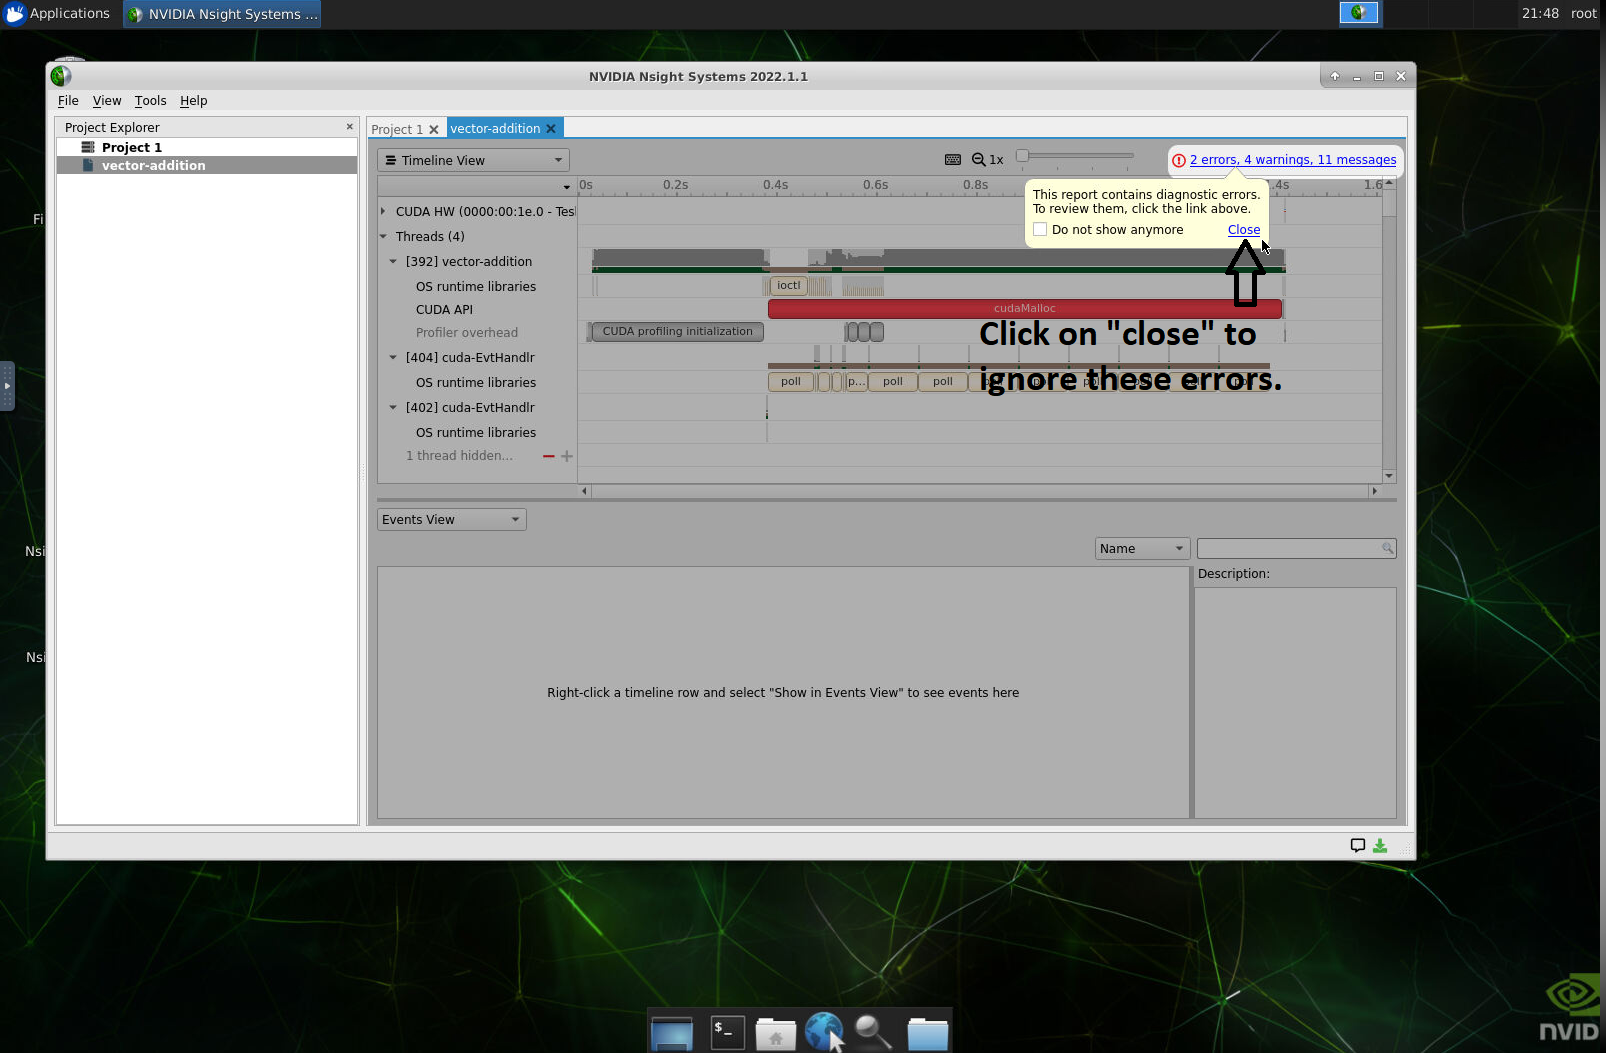 Applications
NVIDIA Nsight Systems ...
21:48
root
NVIDIA Nsight Systems 2022.1.1
File View Tools Help
Project Explorer
Project 1
vector-addition
Project 1
vector-addition
Timeline View
1x
2 errors, 4 warnings, 11 messages
0s 0.2s 0.4s 0.6s 0.8s .4s 1.6
This report contains diagnostic errors.
To review them, click the link above.
Do not show anymore Close
CUDA HW (0000:00:1e.0 - Tesl
Threads (4)
[392] vector-addition
OS runtime libraries
ioctl
CUDA API
cudaMalloc
Profiler overhead
CUDA profiling initialization
Click on "close" to
ignore these errors.
[404] cuda-EvtHandlr
OS runtime libraries
poll p... poll poll
[402] cuda-EvtHandlr
OS runtime libraries
1 thread hidden...
Events View
Name
Description:
Right-click a timeline row and select "Show in Events View" to see events here
Fi
Nsi
Nsi
$_
NVID